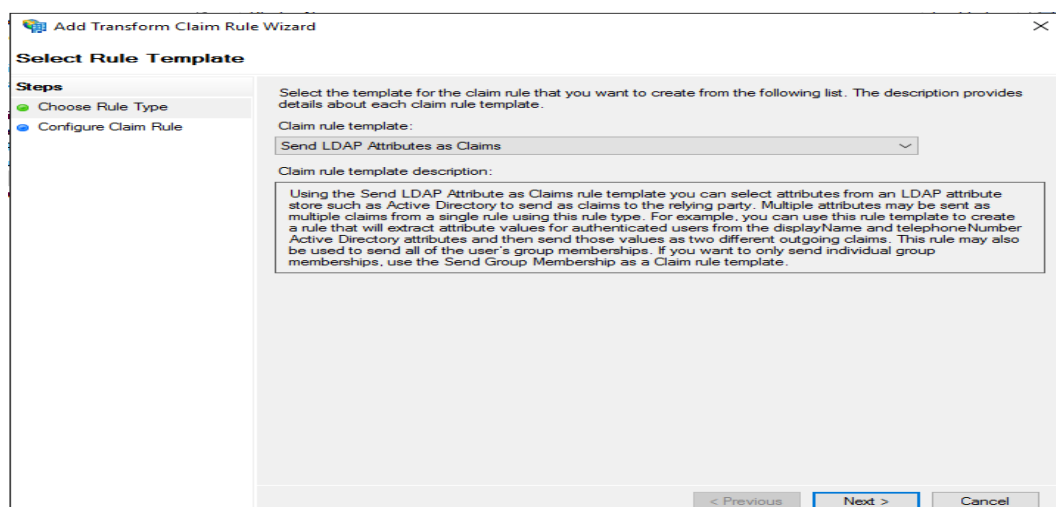 Add Transform Claim Rule Wizard
Select Rule Template
Steps
Choose Rule Type
Configure Claim Rule
Select the template for the claim rule that you want to create from the following list. The description provides
details about each claim rule template.
Claim rule template:
Send LDAP Attributes as Claims
Claim rule template description:
Using the Send LDAP Attribute as Claims rule template you can select attributes from an LDAP attribute
store such as Active Directory to send as claims to the relying party. Multiple attributes may be sent as
multiple claims from a single rule using this rule type. For example, you can use this rule template to create
a rule that will extract attribute values for authenticated users from the displayName and telephoneNumber
Active Directory attributes and then send those values as two different outgoing claims. This rule may also
be used to send all of the user's group memberships. If you want to only send individual group
memberships, use the Send Group Membership as a Claim rule template.
< Previous
Next >
Cancel